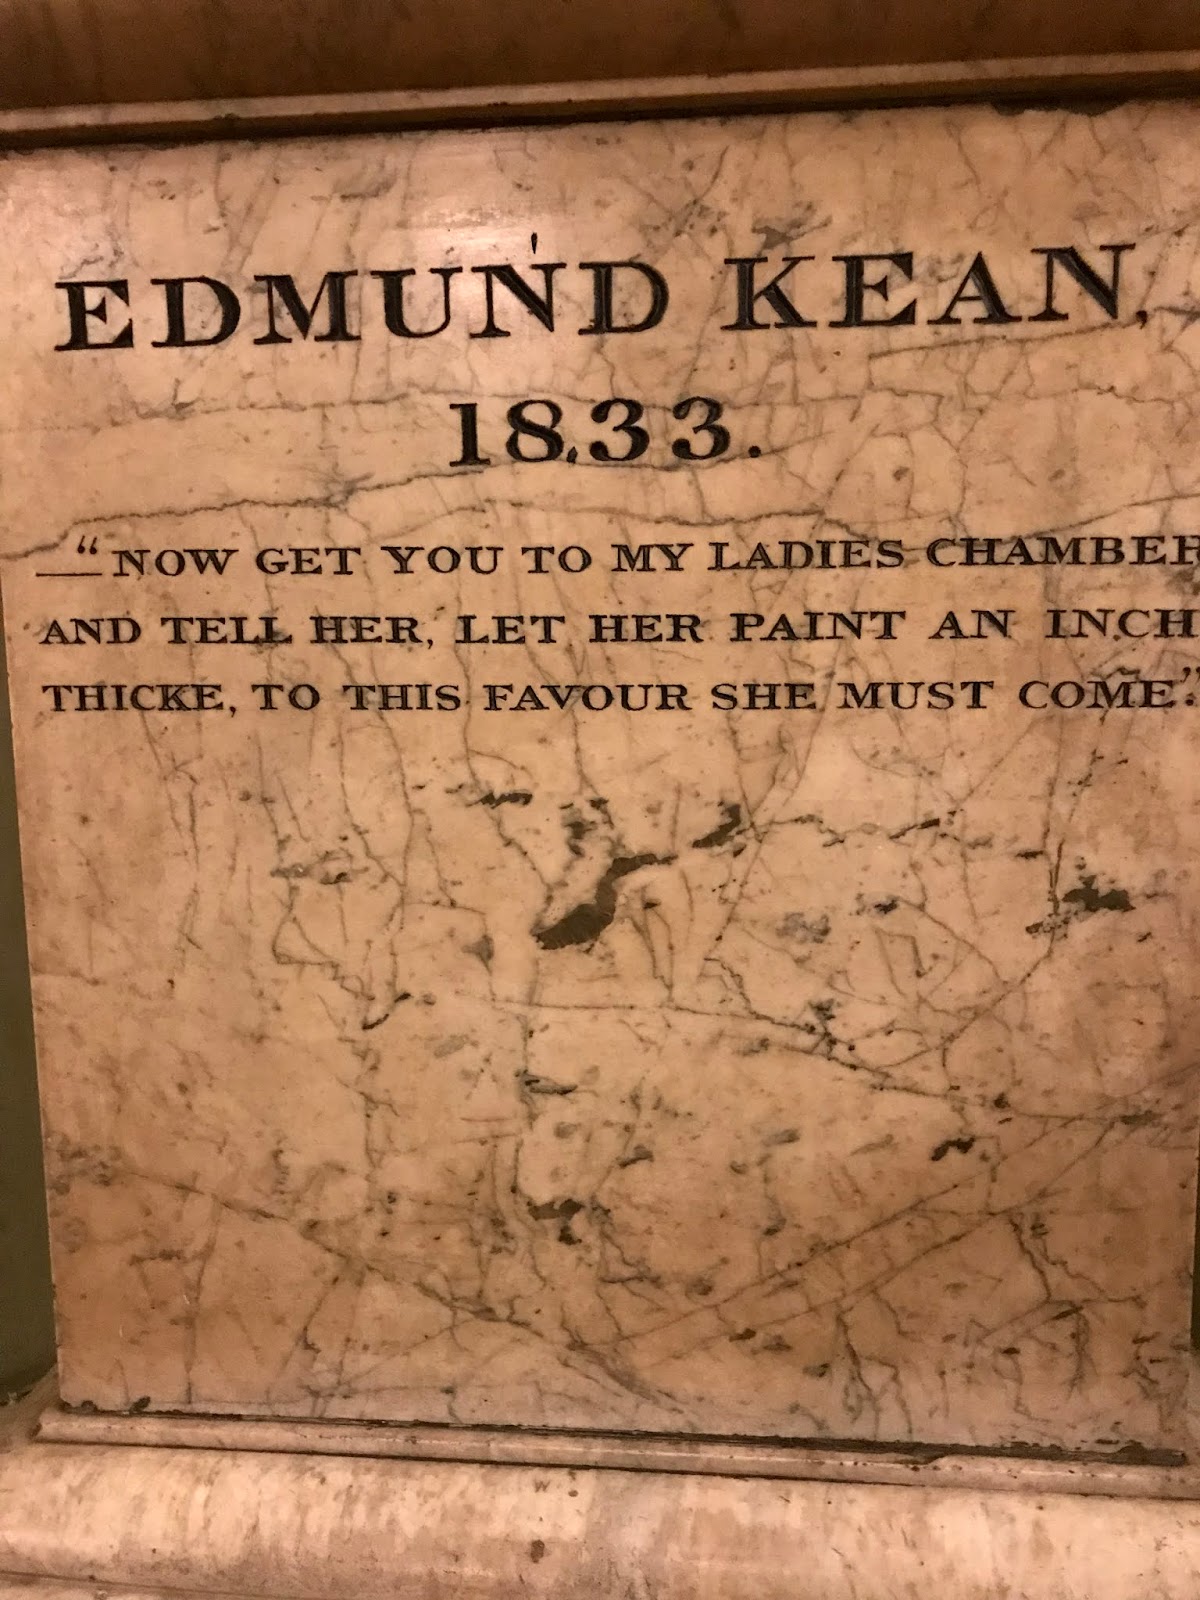 EDMUND KEAN,
1833.
— “NOW GET YOU TO MY LADIES CHAMBER
AND TELL HER, LET HER PAINT AN INCH
THICKE, TO THIS FAVOUR SHE MUST COME.”